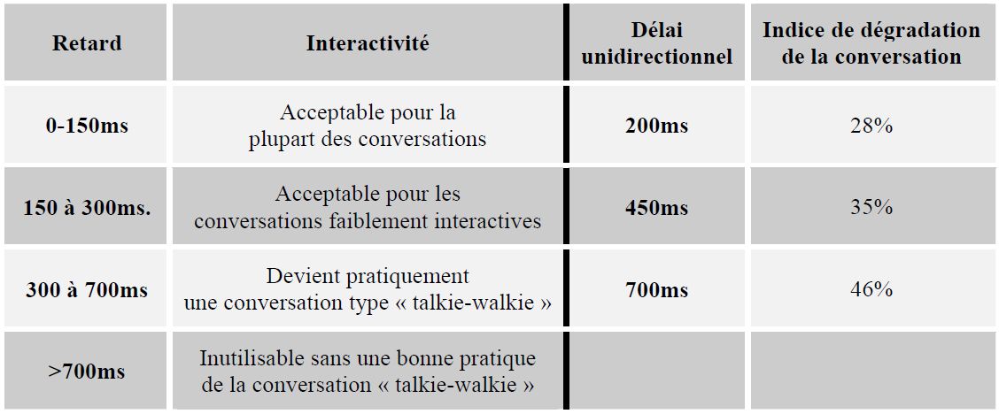 Retard
Interactivité
Délai
unidirectionnel
Indice de dégradation
de la conversation
0-150ms
Acceptable pour la
plupart des conversations
200ms
28%
150 à 300ms.
Acceptable pour les
conversations faiblement interactives
450ms
35%
300 à 700ms
Devient pratiquement
une conversation type « talkie-walkie »
700ms
46%
>700ms
Inutilisable sans une bonne pratique
de la conversation « talkie-walkie »